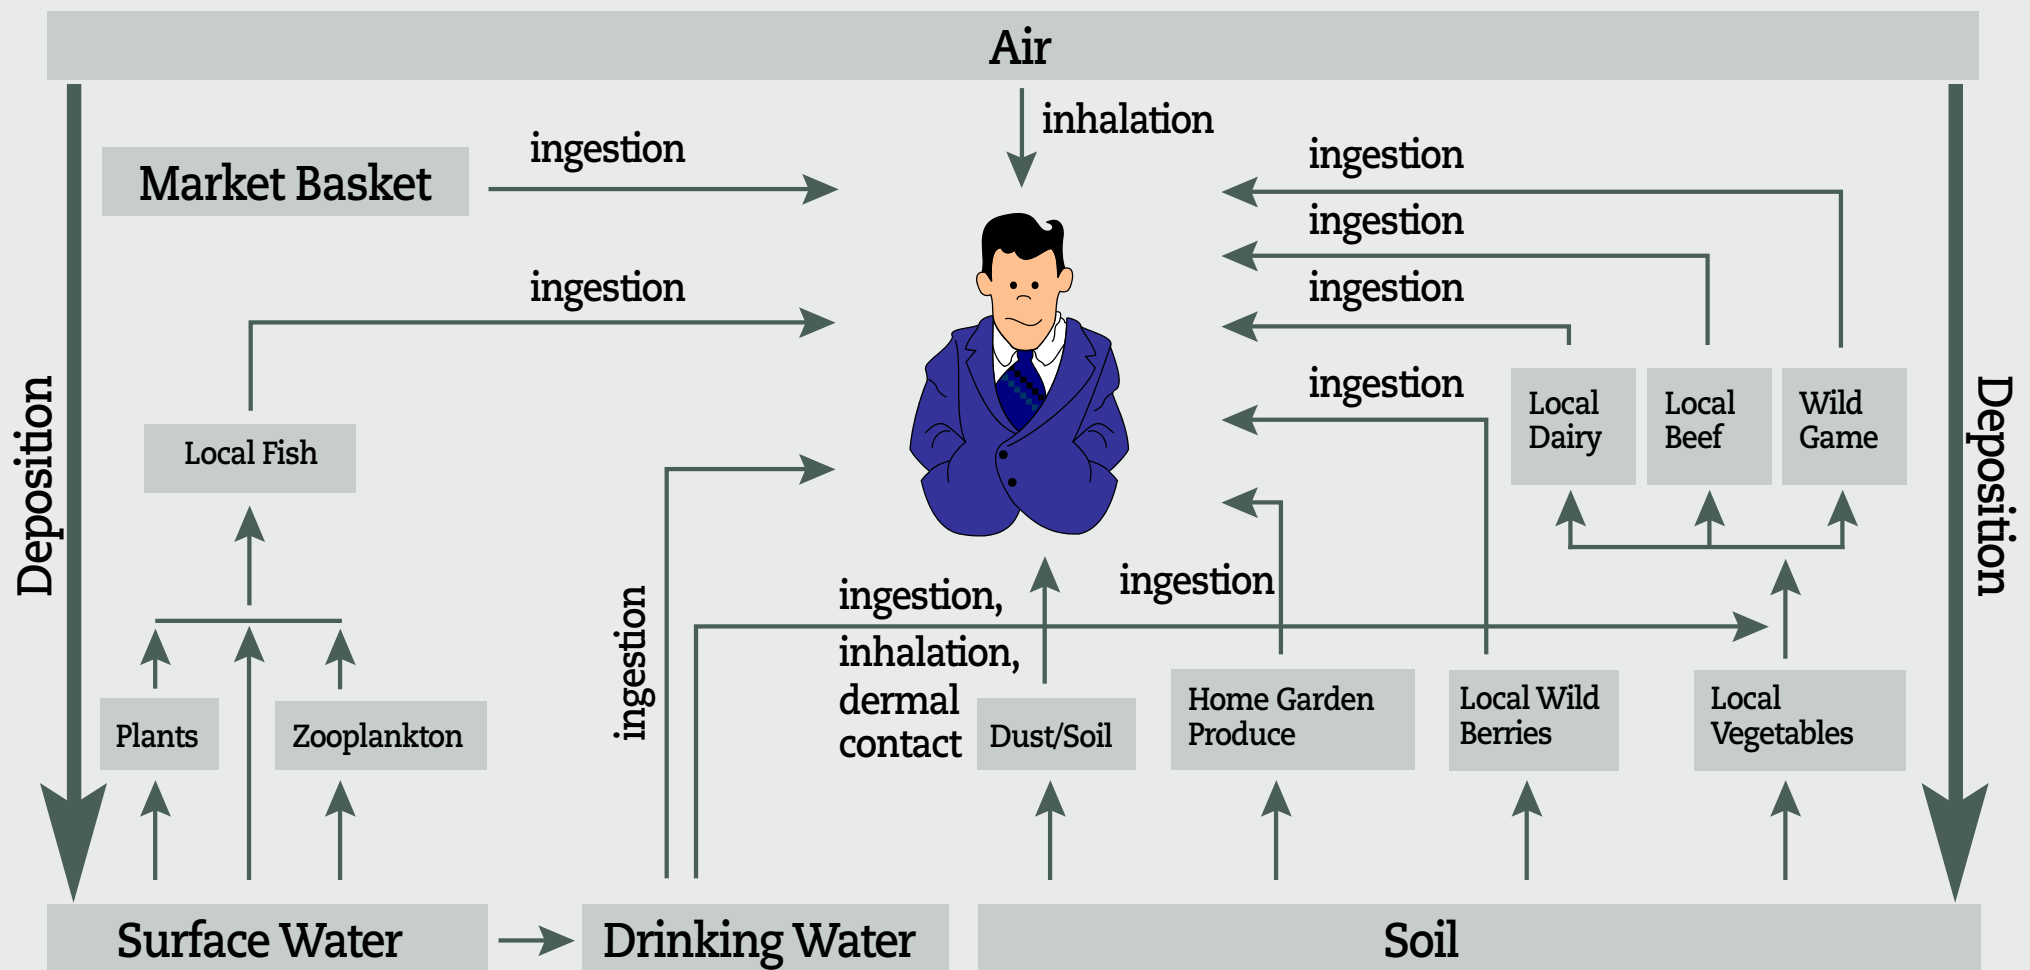 Air
inhalation
ingestion
Market Basket
ingestion
ingestion
ingestion
ingestion
ingestion
Deposition
Deposition
Local Fish
Local
Dairy
Local
Beef
Wild
Game
ingestion
ingestion
ingestion,
inhalation,
dermal
contact
Plants
Zooplankton
Dust/Soil
Home Garden
Produce
Local Wild
Berries
Local
Vegetables
Surface Water
Drinking Water
Soil